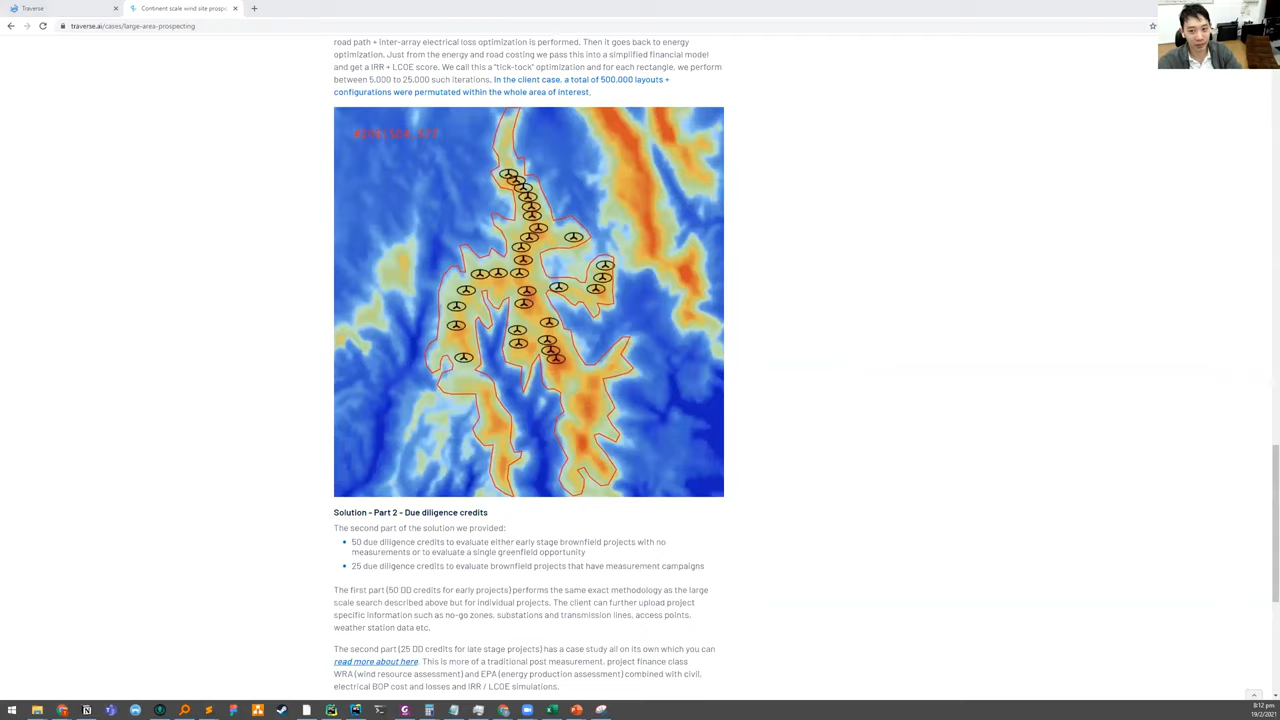 Traverse
Continent scale wind site prosp
traverse.ai/cases/large-area-prospecting
road path + inter-array electrical loss optimization is performed. Then it goes back to energy
optimization. Just from the energy and road costing we pass this into a simplified financial model
and get a IRR + LCOE score. We call this a "tick-tock" optimization and for each rectangle, we perform
between 5,000 to 25,000 such iterations. In the client case, a total of 500,000 layouts +
configurations were permutated within the whole area of interest.
Solution - Part 2 - Due diligence credits
The second part of the solution we provided:
50 due diligence credits to evaluate either early stage brownfield projects with no
measurements or to evaluate a single greenfield opportunity
25 due diligence credits to evaluate brownfield projects that have measurement campaigns
The first part (50 DD credits for early projects) performs the same exact methodology as the large
scale search described above but for individual projects. The client can further upload project
specific information such as no-go zones, substations and transmission lines, access points,
weather station data etc.
The second part (25 DD credits for late stage projects) has a case study all on its own which you can
read more about here. This is more of a traditional post measurement, project finance class
WRA (wind resource assessment) and EPA (energy production assessment) combined with civil,
electrical BOP cost and losses and IRR / LCOE simulations.
8:12 pm
19/2/2021